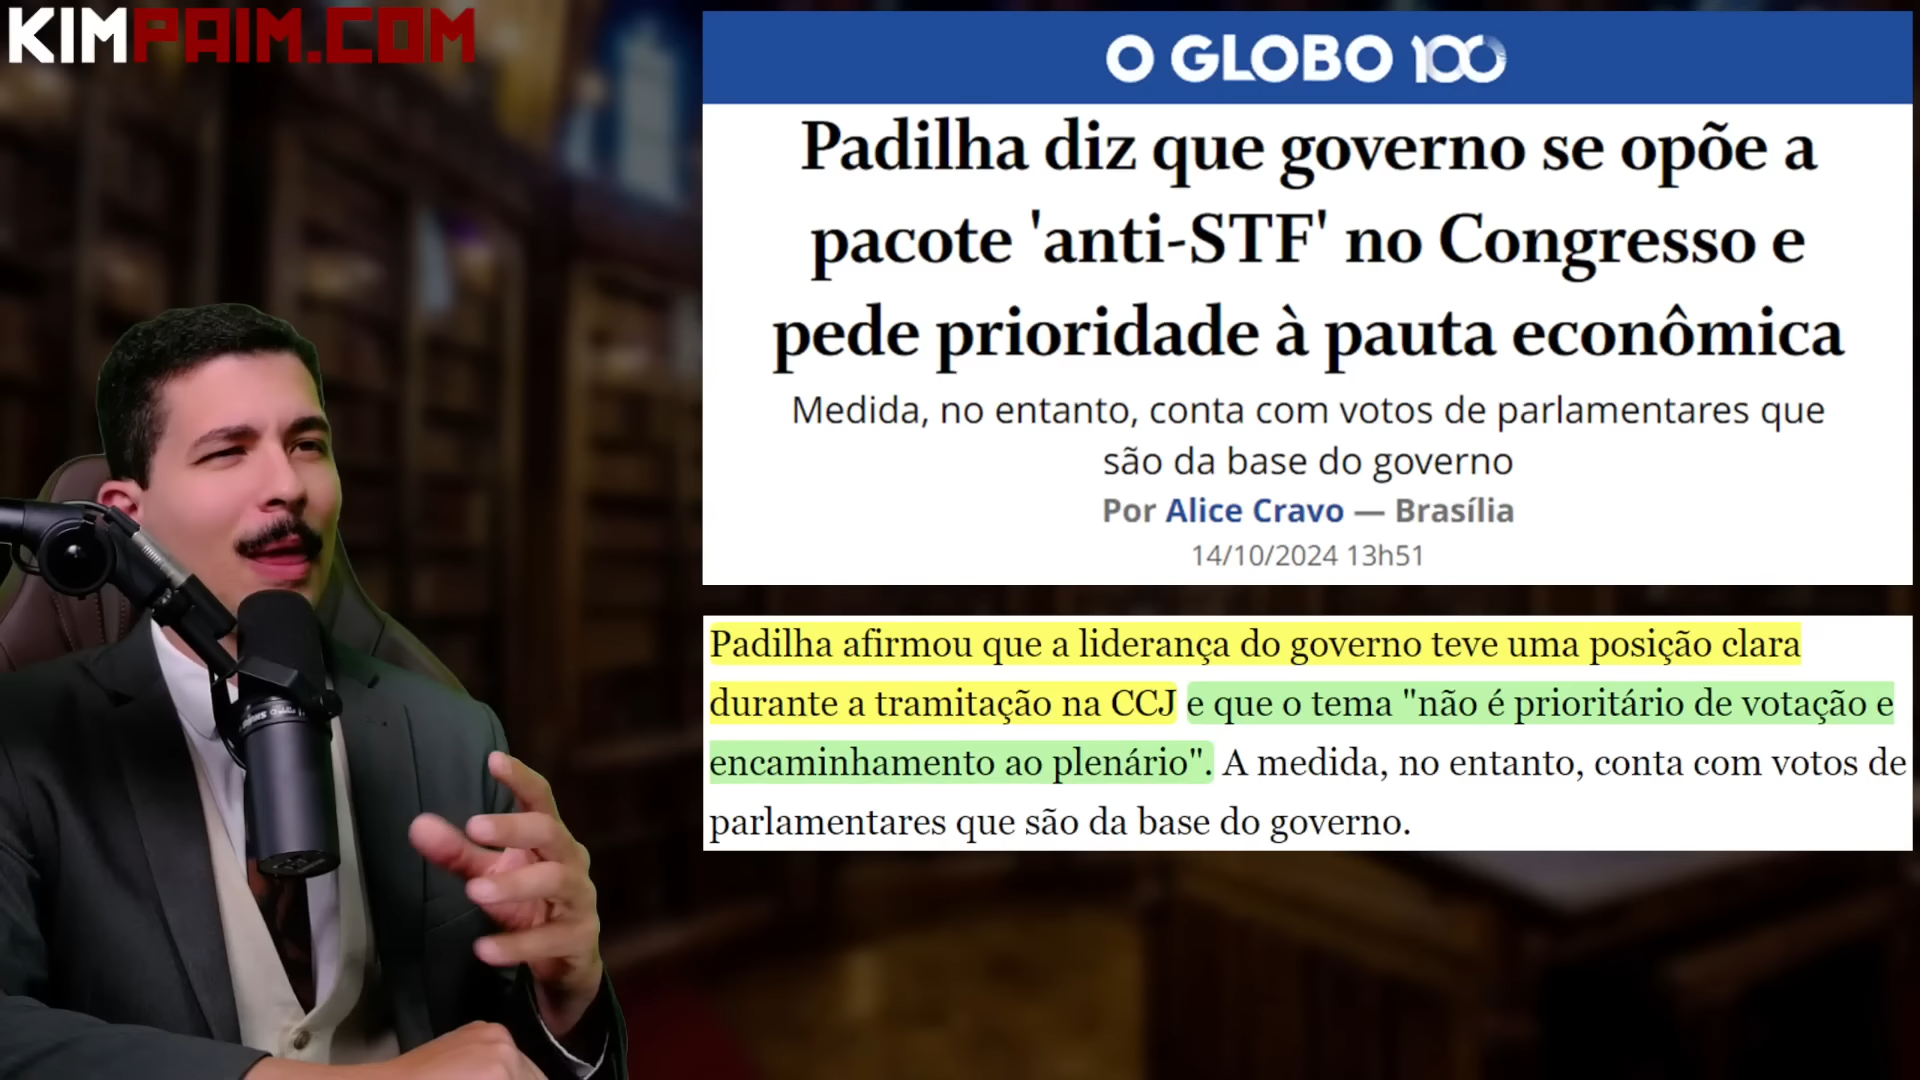 KIMPAIM.COM
O GLOBO 100
Padilha diz que governo se opõe a
pacote 'anti-STF' no Congresso e
pede prioridade à pauta econômica
Medida, no entanto, conta com votos de parlamentares que
são da base do governo
Por Alice Cravo — Brasília
14/10/2024 13h51
Padilha afirmou que a liderança do governo teve uma posição clara
durante a tramitação na CCJ e que o tema "não é prioritário de votação e
encaminhamento ao plenário". A medida, no entanto, conta com votos de
parlamentares que são da base do governo.